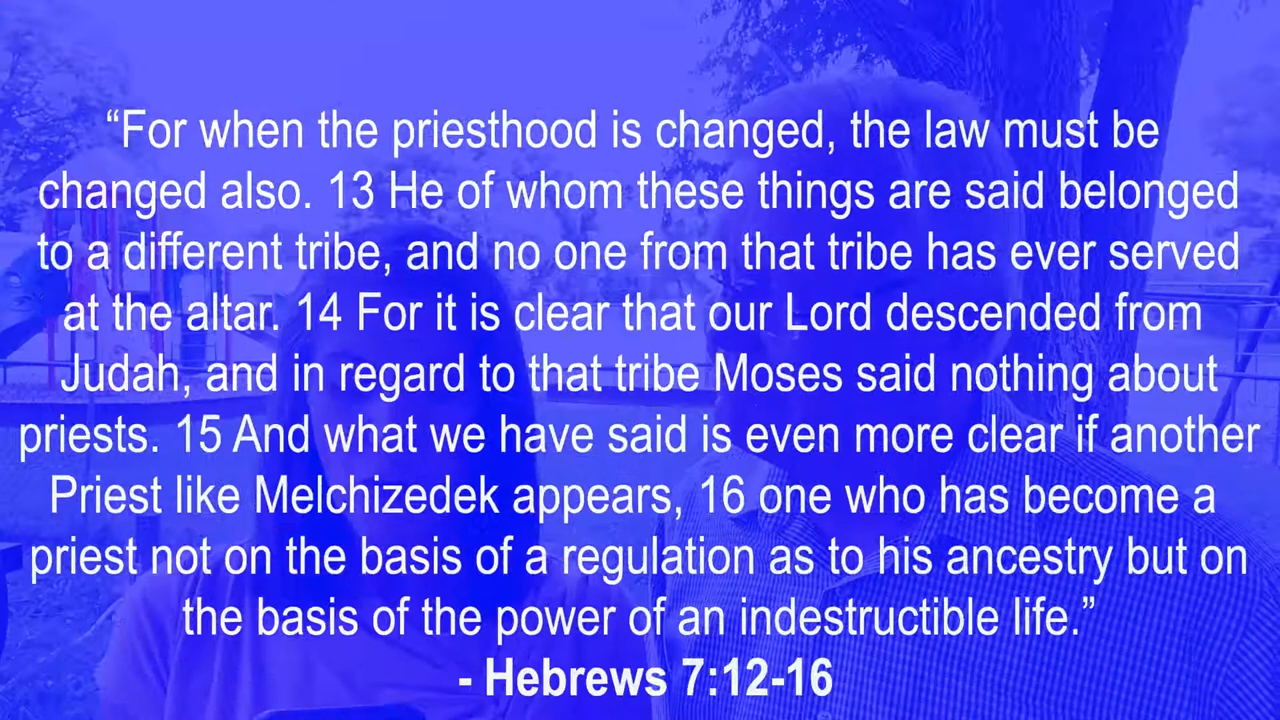 “For when the priesthood is changed, the law must be
changed also. 13 He of whom these things are said belonged
to a different tribe, and no one from that tribe has ever served
at the altar. 14 For it is clear that our Lord descended from
Judah, and in regard to that tribe Moses said nothing about
priests. 15 And what we have said is even more clear if another
Priest like Melchizedek appears, 16 one who has become a
priest not on the basis of a regulation as to his ancestry but on
the basis of the power of an indestructible life.”
- Hebrews 7:12-16